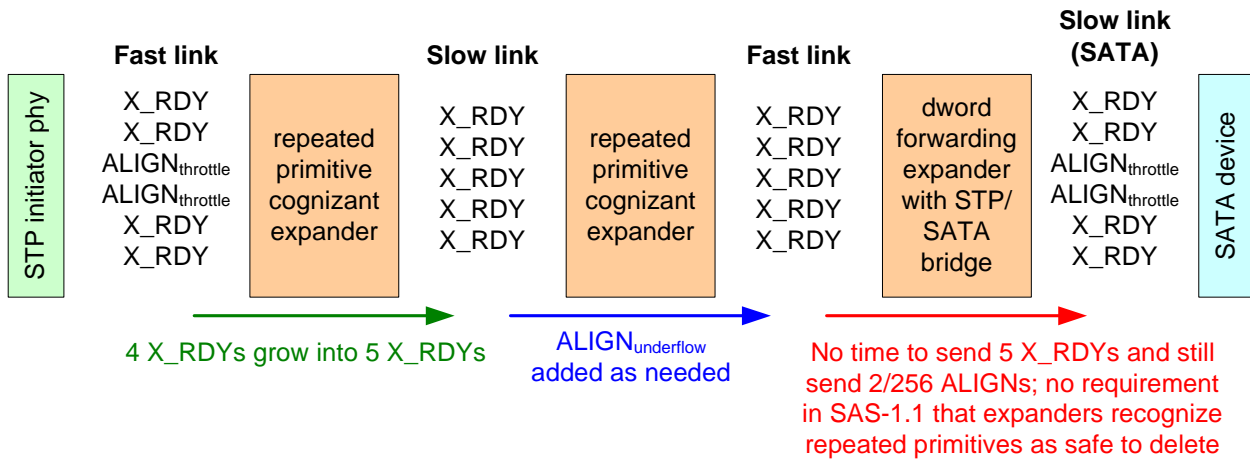 Fast link
Slow link
Fast link
Slow link
(SATA)
STP initiator phy
X_RDY
X_RDY
ALIGNthrottle
ALIGNthrottle
X_RDY
X_RDY
repeated
primitive
cognizant
expander
X_RDY
X_RDY
X_RDY
X_RDY
X_RDY
repeated
primitive
cognizant
expander
X_RDY
X_RDY
X_RDY
X_RDY
X_RDY
dword
forwarding
expander
with STP/
SATA
bridge
X_RDY
X_RDY
ALIGNthrottle
ALIGNthrottle
X_RDY
X_RDY
SATA device
4 X_RDYs grow into 5 X_RDYs
ALIGNunderflow
added as needed
No time to send 5 X_RDYs and still
send 2/256 ALIGNs; no requirement
in SAS-1.1 that expanders recognize
repeated primitives as safe to delete